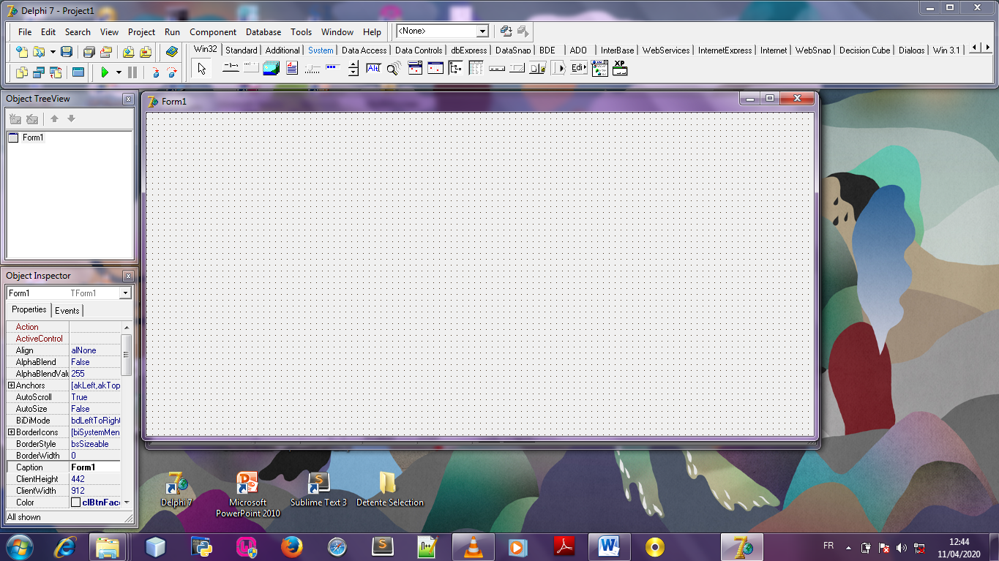 Delphi 7 - Project1
File Edit Search View Project Run Component Database Tools Window Help
<None>
Win32 Standard Additional System Data Access Data Controls dbExpress DataSnap BDE ADO InterBase WebServices InternetExpress Internet WebSnap Decision Cube Dialogs Win 3.1
Edi
XP
Object TreeView
Form1
Form1
Object Inspector
Form1 TForm1
Properties Events
Action
ActiveControl
Align alNone
AlphaBlend False
AlphaBlendValu 255
Anchors [akLeft,akTop
AutoScroll True
AutoSize False
BiDiMode bdLeftToRight
BorderIcons [biSystemMen
BorderStyle bsSizeable
BorderWidth 0
Caption Form1
ClientHeight 442
ClientWidth 912
Color clBtnFace
All shown
Delphi 7
Microsoft PowerPoint 2010
Sublime Text 3
Detente Selection
FR
12:44
11/04/2020